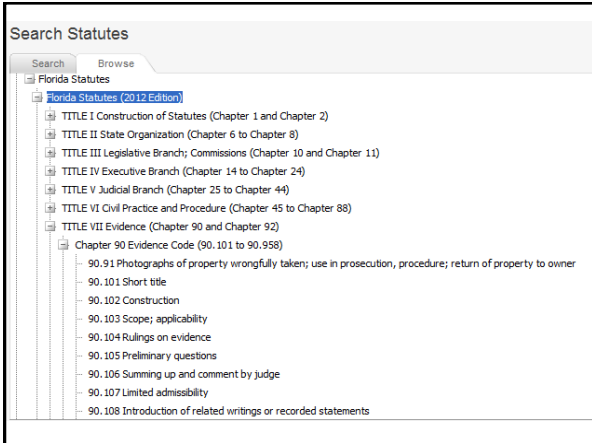 Search Statutes
Search Browse
Florida Statutes
Florida Statutes (2012 Edition)
TITLE I Construction of Statutes (Chapter 1 and Chapter 2)
TITLE II State Organization (Chapter 6 to Chapter 8)
TITLE III Legislative Branch; Commissions (Chapter 10 and Chapter 11)
TITLE IV Executive Branch (Chapter 14 to Chapter 24)
TITLE V Judicial Branch (Chapter 25 to Chapter 44)
TITLE VI Civil Practice and Procedure (Chapter 45 to Chapter 88)
TITLE VII Evidence (Chapter 90 and Chapter 92)
Chapter 90 Evidence Code (90.101 to 90.958)
90.91 Photographs of property wrongfully taken; use in prosecution, procedure; return of property to owner
90.101 Short title
90.102 Construction
90.103 Scope; applicability
90.104 Rulings on evidence
90.105 Preliminary questions
90.106 Summing up and comment by judge
90.107 Limited admissibility
90.108 Introduction of related writings or recorded statements